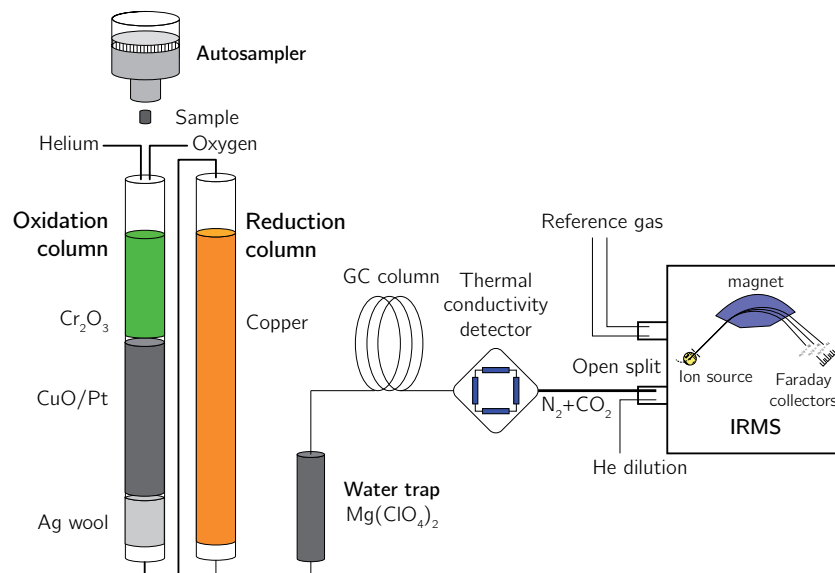 Autosampler
Sample
Helium
Oxygen
Oxidation
column
Reduction
column
Cr₂O₃
CuO/Pt
Ag wool
Copper
GC column
Thermal
conductivity
detector
Water trap
Mg(ClO₄)₂
Reference gas
Open split
N₂+CO₂
He dilution
magnet
Ion source
Faraday
collectors
IRMS